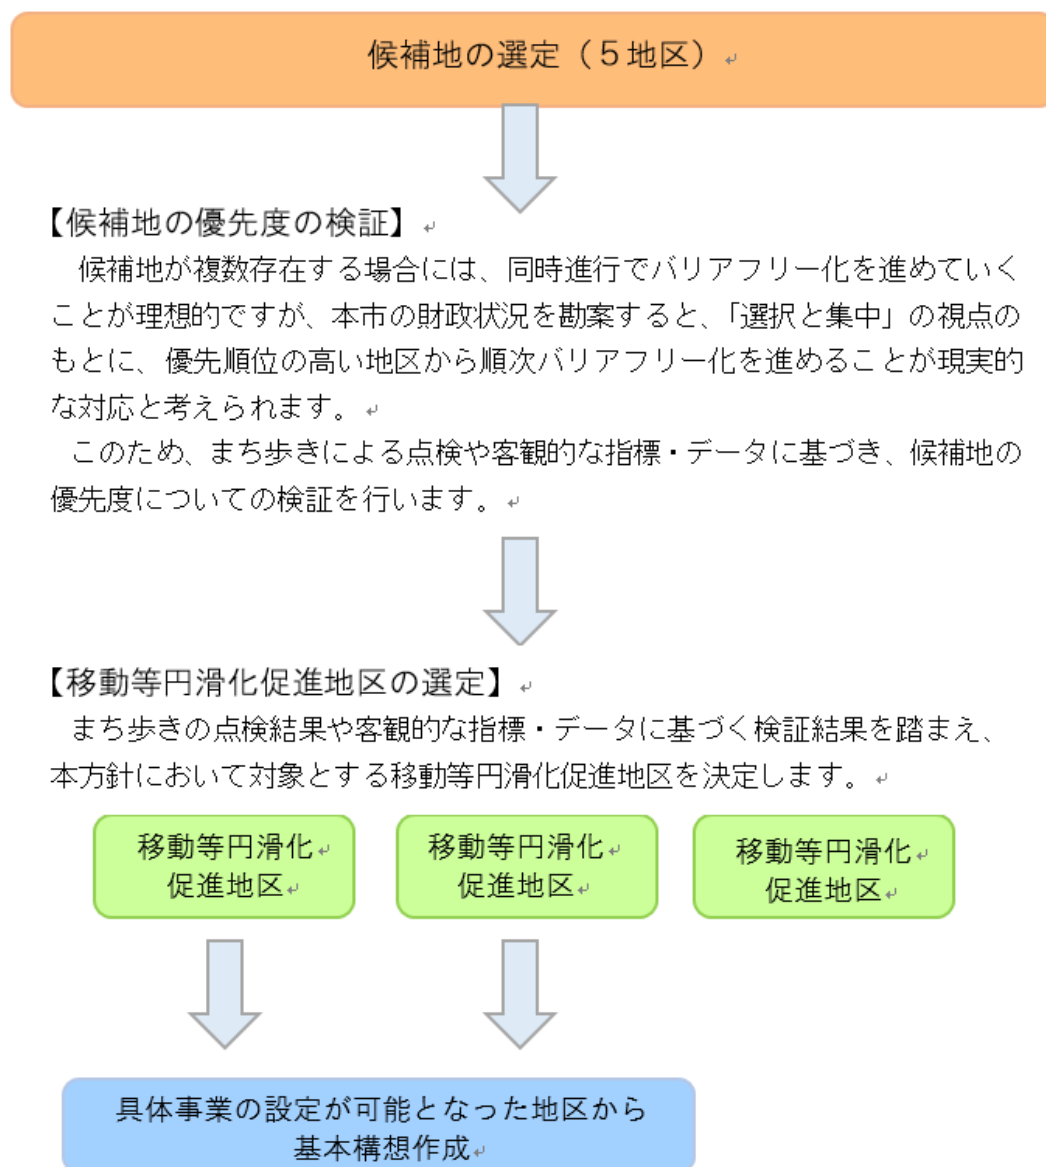 候補地の選定（５地区）
【候補地の優先度の検証】
候補地が複数存在する場合には、同時進行でバリアフリー化を進めていく
ことが理想的ですが、本市の財政状況を勘案すると、「選択と集中」の視点の
もとに、優先順位の高い地区から順次バリアフリー化を進めることが現実的
な対応と考えられます。
このため、まち歩きによる点検や客観的な指標・データに基づき、候補地の
優先度についての検証を行います。
【移動等円滑化促進地区の選定】
まち歩きの点検結果や客観的な指標・データに基づく検証結果を踏まえ、
本方針において対象とする移動等円滑化促進地区を決定します。
移動等円滑化
促進地区
移動等円滑化
促進地区
移動等円滑化
促進地区
具体事業の設定が可能となった地区から
基本構想作成